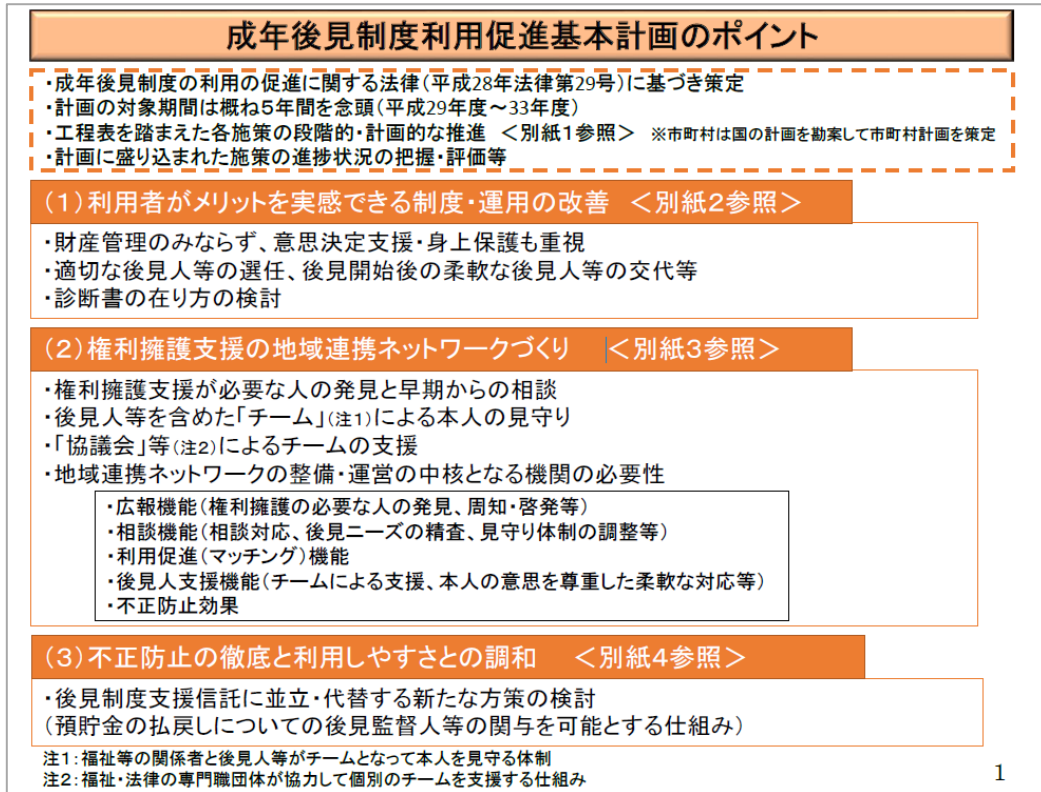 成年後見制度利用促進基本計画のポイント
・成年後見制度の利用の促進に関する法律(平成28年法律第29号)に基づき策定
・計画の対象期間は概ね5年間を念頭(平成29年度～33年度)
・工程表を踏まえた各施策の段階的・計画的な推進 <別紙1参照> ※市町村は国の計画を勘案して市町村計画を策定
・計画に盛り込まれた施策の進捗状況の把握・評価等
(1)利用者がメリットを実感できる制度・運用の改善 <別紙2参照>
・財産管理のみならず、意思決定支援・身上保護も重視
・適切な後見人等の選任、後見開始後の柔軟な後見人等の交代等
・診断書の在り方の検討
(2)権利擁護支援の地域連携ネットワークづくり <別紙3参照>
・権利擁護支援が必要な人の発見と早期からの相談
・後見人等を含めた「チーム」(注1)による本人の見守り
・「協議会」等(注2)によるチームの支援
・地域連携ネットワークの整備・運営の中核となる機関の必要性
・広報機能(権利擁護の必要な人の発見、周知・啓発等)
・相談機能(相談対応、後見ニーズの精査、見守り体制の調整等)
・利用促進(マッチング)機能
・後見人支援機能(チームによる支援、本人の意思を尊重した柔軟な対応等)
・不正防止効果
(3)不正防止の徹底と利用しやすさとの調和 <別紙4参照>
・後見制度支援信託に並立・代替する新たな方策の検討
(預貯金の払戻しについての後見監督人等の関与を可能とする仕組み)
注1:福祉等の関係者と後見人等がチームとなって本人を見守る体制
注2:福祉・法律の専門職団体が協力して個別のチームを支援する仕組み
1